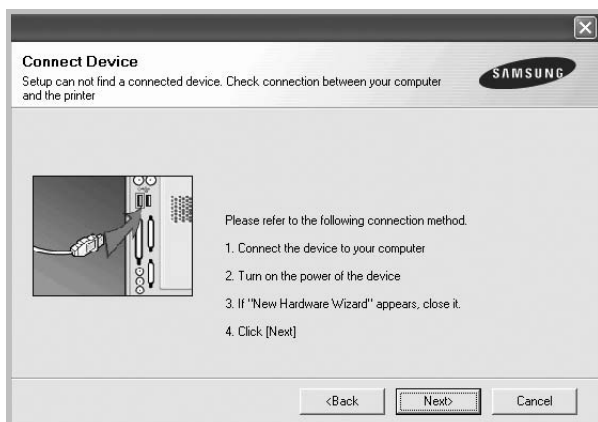 Connect Device
Setup can not find a connected device. Check connection between your computer
and the printer
SAMSUNG
Please refer to the following connection method.
1. Connect the device to your computer
2. Turn on the power of the device
3. If "New Hardware Wizard" appears, close it.
4. Click [Next]
<Back
Next>
Cancel